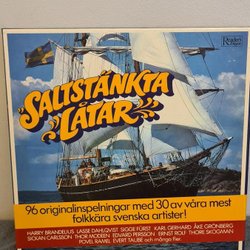 Reader's Digest
SALTSTÄNKTA
LÅTAR
96 originalinspelningar med 30 av våra mest
folkkära svenska artister!
HARRY BRANDELIUS LASSE DAHLQVIST SIGGE FÜRST KARL GERHARD ÅKE GRÖNBERG
SICKAN CARLSSON THOR MODÉEN EDVARD PERSSON ERNST ROLF THORE SKOGMAN
POVEL RAMEL EVERT TAUBE och många fler.